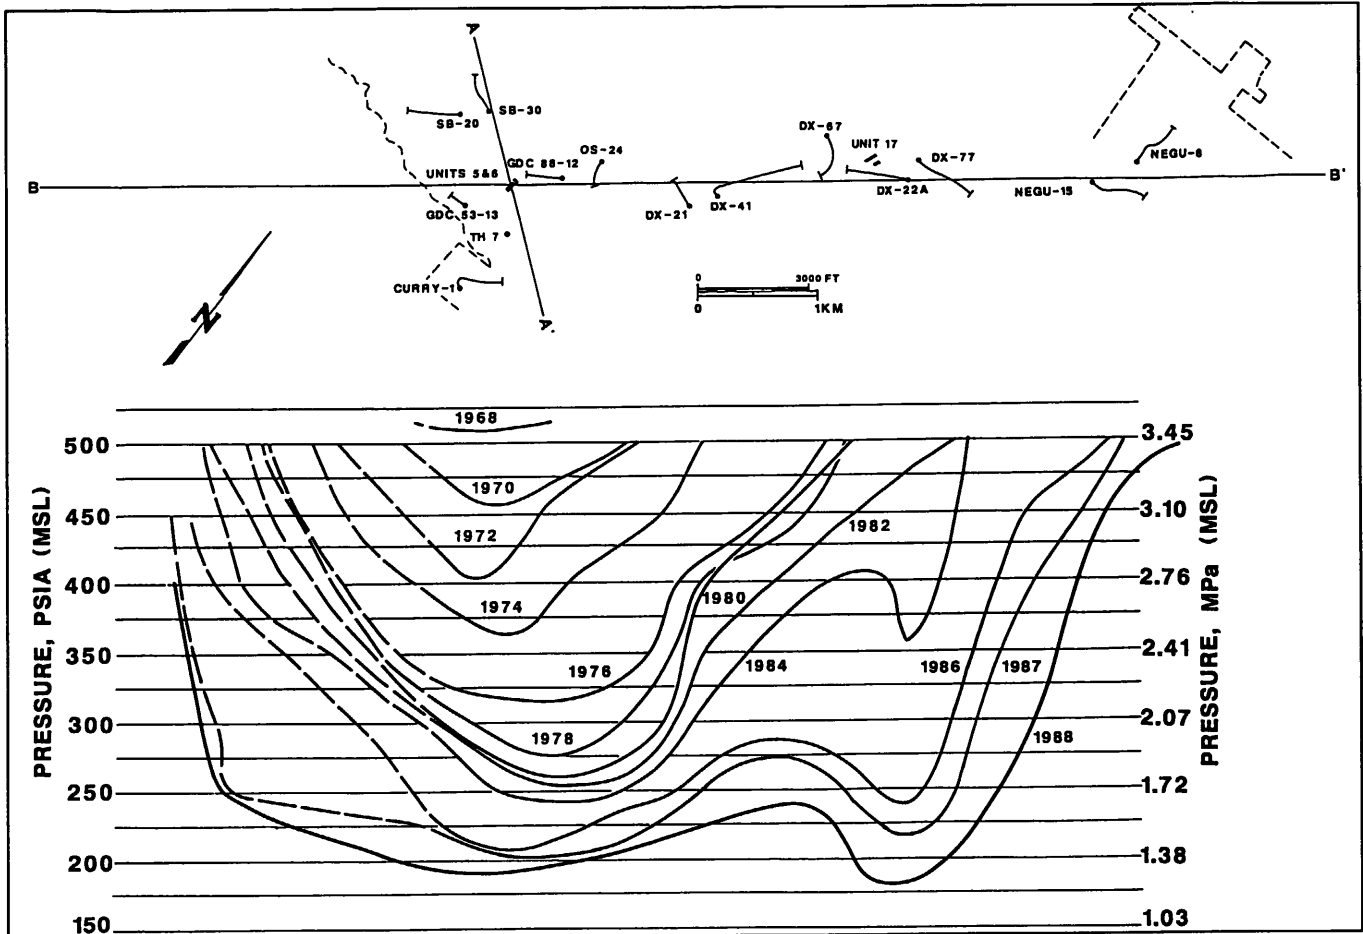 A
SB-30
SB-20
DX-67
UNIT 17
OS-24
GDC 88-12
DX-77
NEGU-8
UNITS 5&6
B
B'
DX-22A
NEGU-15
GDC 53-13
DX-21
DX-41
TH 7
CURRY-1
0 3000 FT
0 1KM
N
A'
1968
500
3.45
1970
450
3.10
1972
1982
400
2.76
1974
1980
350
2.41
1976
1984
1986
1987
300
2.07
1978
1988
250
1.72
200
1.38
150
1.03
PRESSURE, PSIA (MSL)
PRESSURE, MPa (MSL)